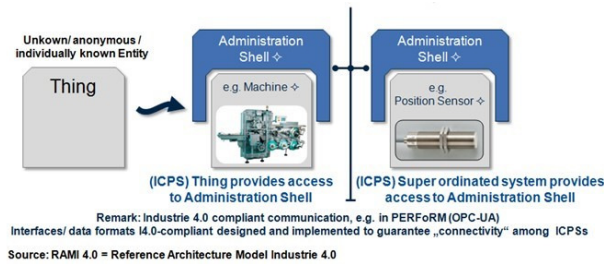 Unkown/ anonymous /
individually known Entity
Thing
Administration
Shell ✧
e.g. Machine ✧
Administration
Shell ✧
e.g.
Position Sensor ✧
(ICPS) Thing provides access
to Administration Shell
(ICPS) Super ordinated system provides
access to Administration Shell
Remark: Industrie 4.0 compliant communication, e.g. in PERFoRM (OPC-UA)
Interfaces/ data formats I4.0-compliant designed and implemented to guarantee „connectivity“ among ICPSs
Source: RAMI 4.0 = Reference Architecture Model Industrie 4.0